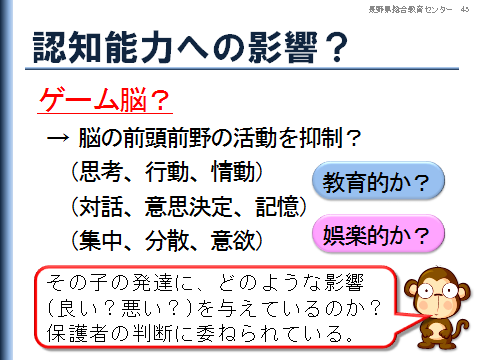 長野県総合教育センター 45
認知能力への影響？
ゲーム脳？
→ 脳の前頭前野の活動を抑制？
（思考、行動、情動）
（対話、意思決定、記憶）
（集中、分散、意欲）
教育的か？
娯楽的か？
その子の発達に、どのような影響
（良い？悪い？）を与えているのか？
保護者の判断に委ねられている。